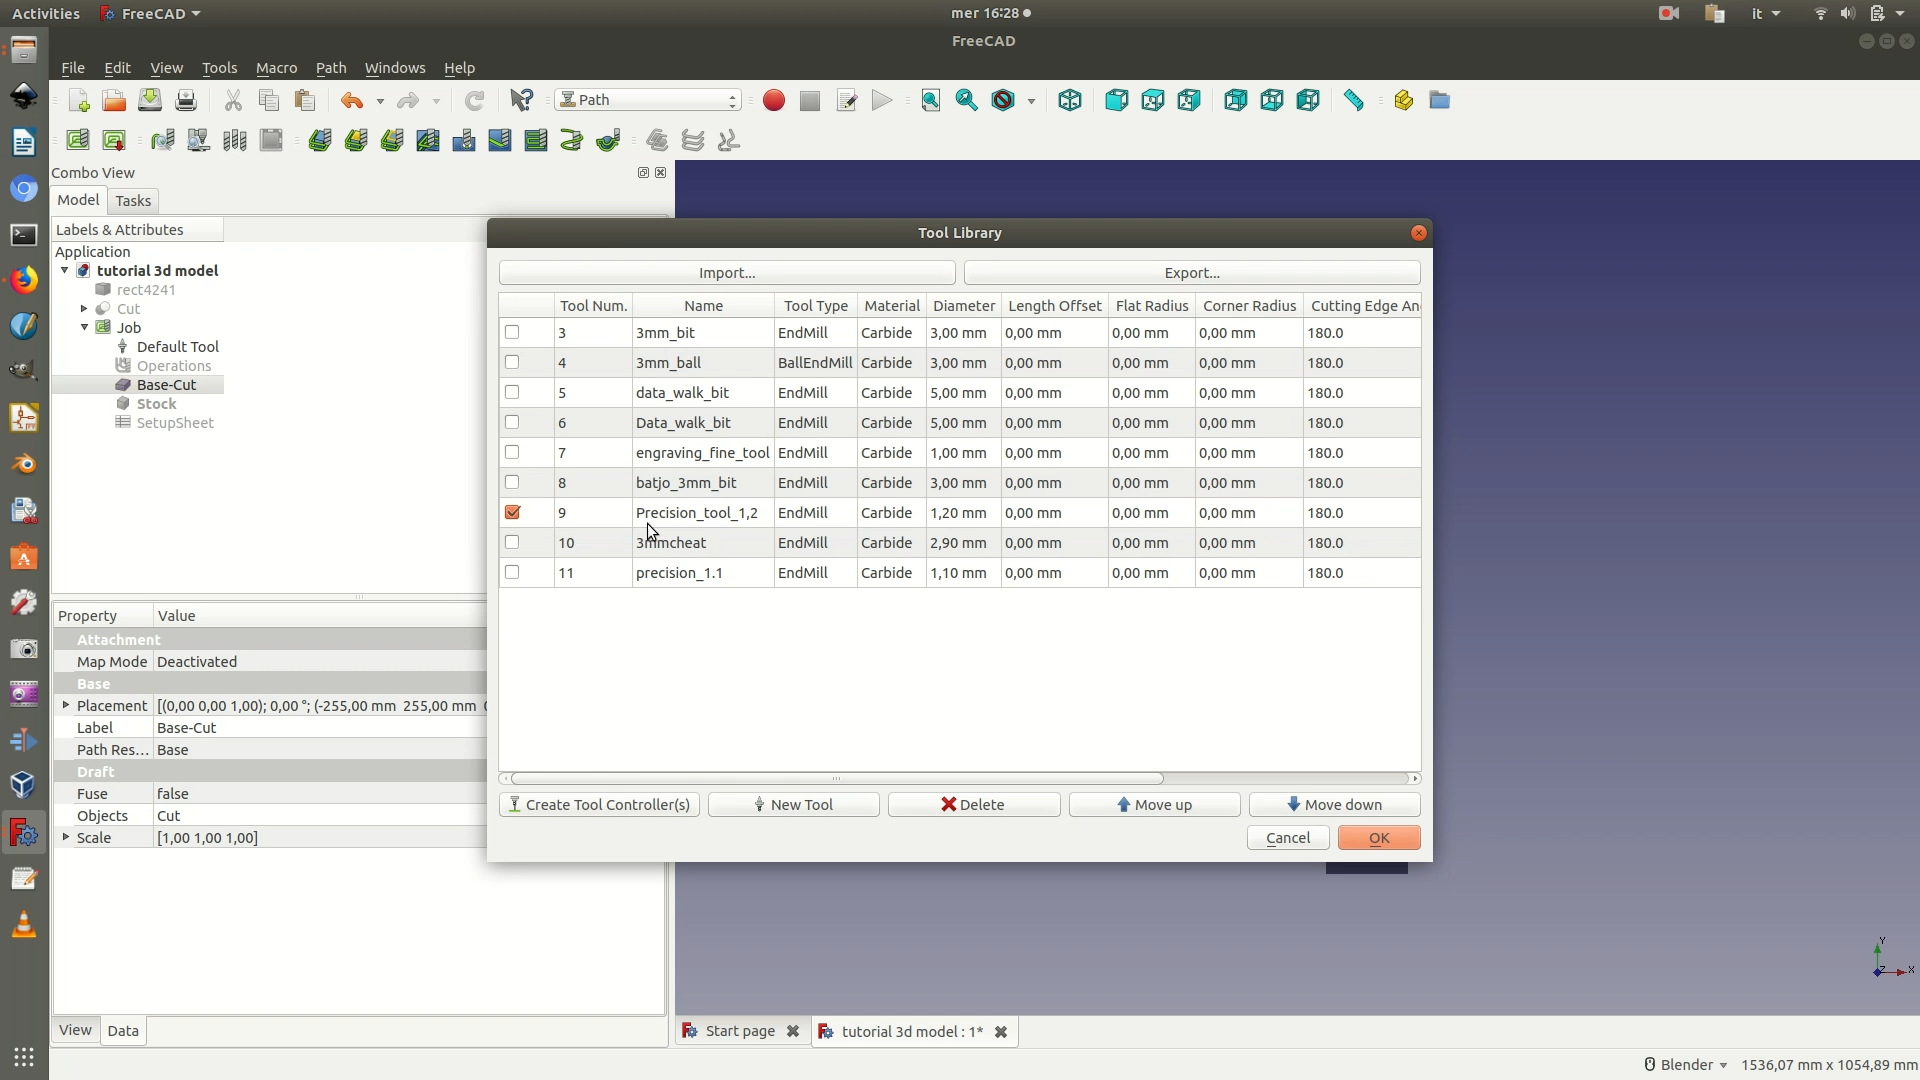 Activities FreeCAD mer 16:28 it
FreeCAD
File Edit View Tools Macro Path Windows Help
Path
Combo View
Model Tasks
Labels & Attributes
Application
tutorial 3d model
rect4241
Cut
Job
Default Tool
Operations
Base-Cut
Stock
SetupSheet
Property Value
Attachment
Map Mode Deactivated
Base
Placement [(0,00 0,00 1,00); 0,00 °; (-255,00 mm 255,00 mm
Label Base-Cut
Path Res... Base
Draft
Fuse false
Objects Cut
Scale [1,00 1,00 1,00]
View Data
Tool Library
Import... Export...
Tool Num. Name Tool Type Material Diameter Length Offset Flat Radius Corner Radius Cutting Edge An
3 3mm_bit EndMill Carbide 3,00 mm 0,00 mm 0,00 mm 0,00 mm 180.0
4 3mm_ball BallEndMill Carbide 3,00 mm 0,00 mm 0,00 mm 0,00 mm 180.0
5 data_walk_bit EndMill Carbide 5,00 mm 0,00 mm 0,00 mm 0,00 mm 180.0
6 Data_walk_bit EndMill Carbide 5,00 mm 0,00 mm 0,00 mm 0,00 mm 180.0
7 engraving_fine_tool EndMill Carbide 1,00 mm 0,00 mm 0,00 mm 0,00 mm 180.0
8 batjo_3mm_bit EndMill Carbide 3,00 mm 0,00 mm 0,00 mm 0,00 mm 180.0
9 Precision_tool_1,2 EndMill Carbide 1,20 mm 0,00 mm 0,00 mm 0,00 mm 180.0
10 3mmcheat EndMill Carbide 2,90 mm 0,00 mm 0,00 mm 0,00 mm 180.0
11 precision_1.1 EndMill Carbide 1,10 mm 0,00 mm 0,00 mm 0,00 mm 180.0
Create Tool Controller(s) New Tool Delete Move up Move down
Cancel OK
Y
Z X
Start page tutorial 3d model : 1*
Blender 1536,07 mm x 1054,89 mm